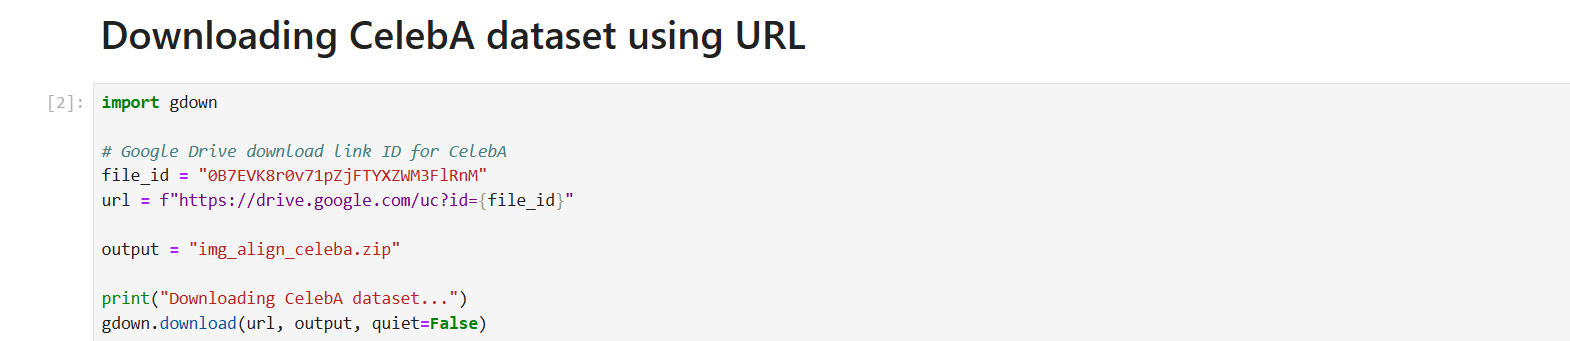 Downloading CelebA dataset using URL
[2]:
import gdown
# Google Drive download link ID for CelebA
file_id = "0B7EVK8r0v71pZjFTYXZWM3FlRnM"
url = f"https://drive.google.com/uc?id={file_id}"
output = "img_align_celeba.zip"
print("Downloading CelebA dataset...")
gdown.download(url, output, quiet=False)